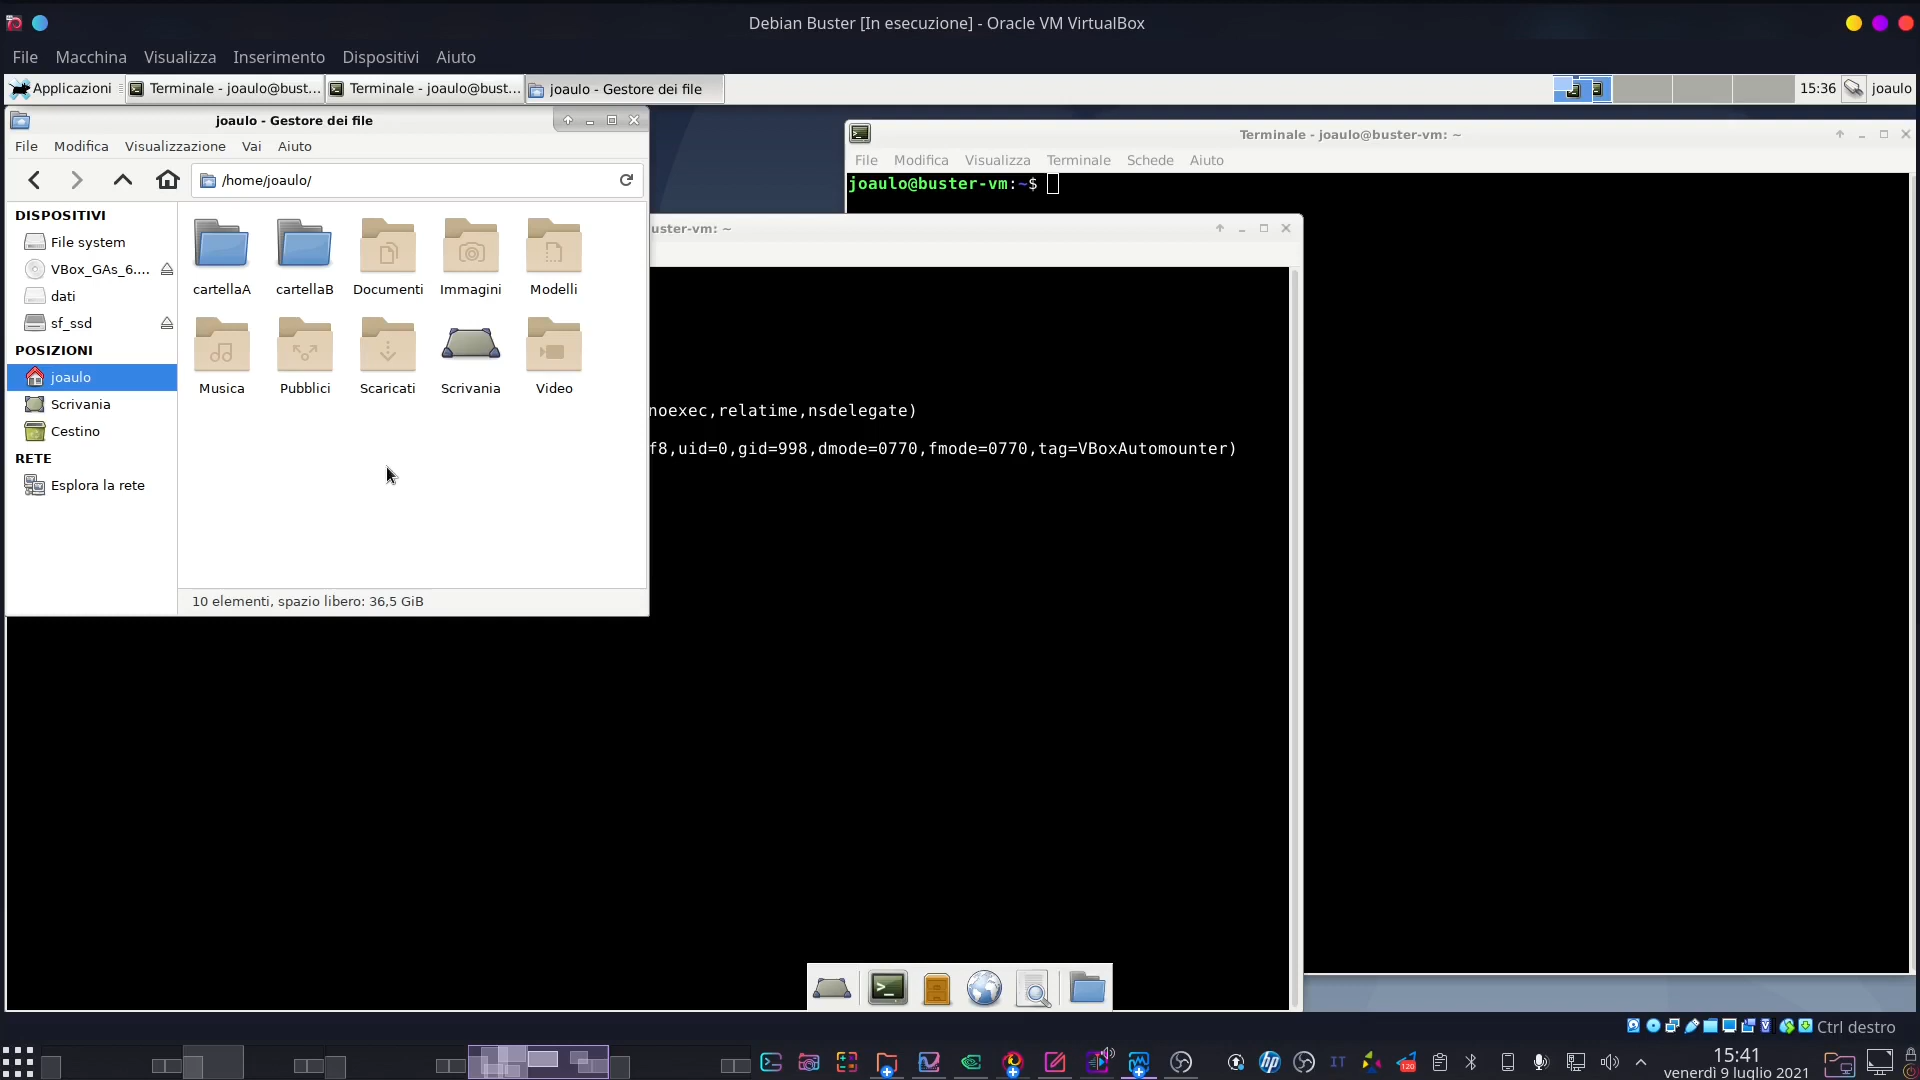 Debian Buster [In esecuzione] - Oracle VM VirtualBox
File Macchina Visualizza Inserimento Dispositivi Aiuto
Applicazioni Terminale - joaulo@bust... Terminale - joaulo@bust... joaulo - Gestore dei file 15:36 joaulo
joaulo - Gestore dei file
File Modifica Visualizzazione Vai Aiuto
/home/joaulo/
DISPOSITIVI
File system
VBox_GAs_6....
dati
sf_ssd
POSIZIONI
joaulo
Scrivania
Cestino
RETE
Esplora la rete
cartellaA cartellaB Documenti Immagini Modelli
Musica Pubblici Scaricati Scrivania Video
10 elementi, spazio libero: 36,5 GiB
Terminale - joaulo@buster-vm: ~
File Modifica Visualizza Terminale Schede Aiuto
joaulo@buster-vm:~$
uster-vm: ~
noexec,relatime,nsdelegate)
f8,uid=0,gid=998,dmode=0770,fmode=0770,tag=VBoxAutomounter)
Ctrl destro
IT 120 15:41
venerdì 9 luglio 2021